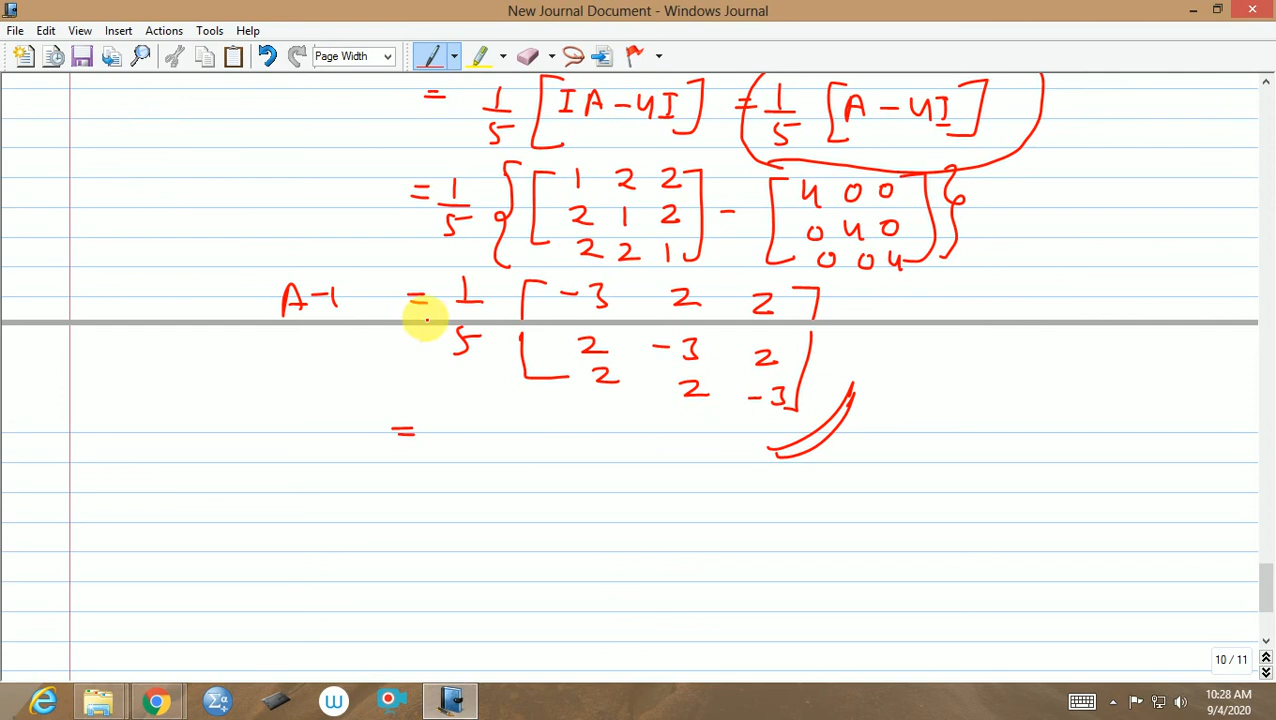 New Journal Document - Windows Journal
File Edit View Insert Actions Tools Help
Page Width
= 1/5 [IA - 4I] = 1/5 [A - 4I]
= 1/5 { [ 1 2 2
2 1 2
2 2 1 ] - [ 4 0 0
0 4 0
0 0 4 ] }
A-1 = 1/5 [ -3 2 2
2 -3 2
2 2 -3 ]
=
10 / 11
10:28 AM
9/4/2020